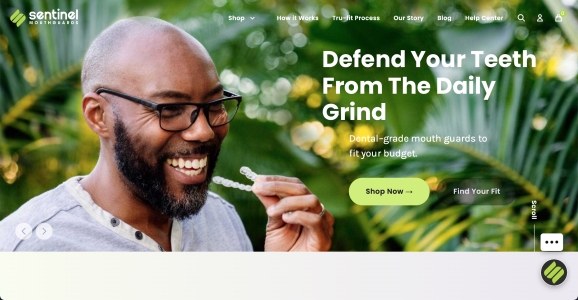 sentinel
MOUTHGUARDS
Shop How it Works Tru-fit Process Our Story Blog Help Center
Defend Your Teeth
From The Daily
Grind
Dental-grade mouth guards to
fit your budget.
Shop Now → Find Your Fit
Scroll